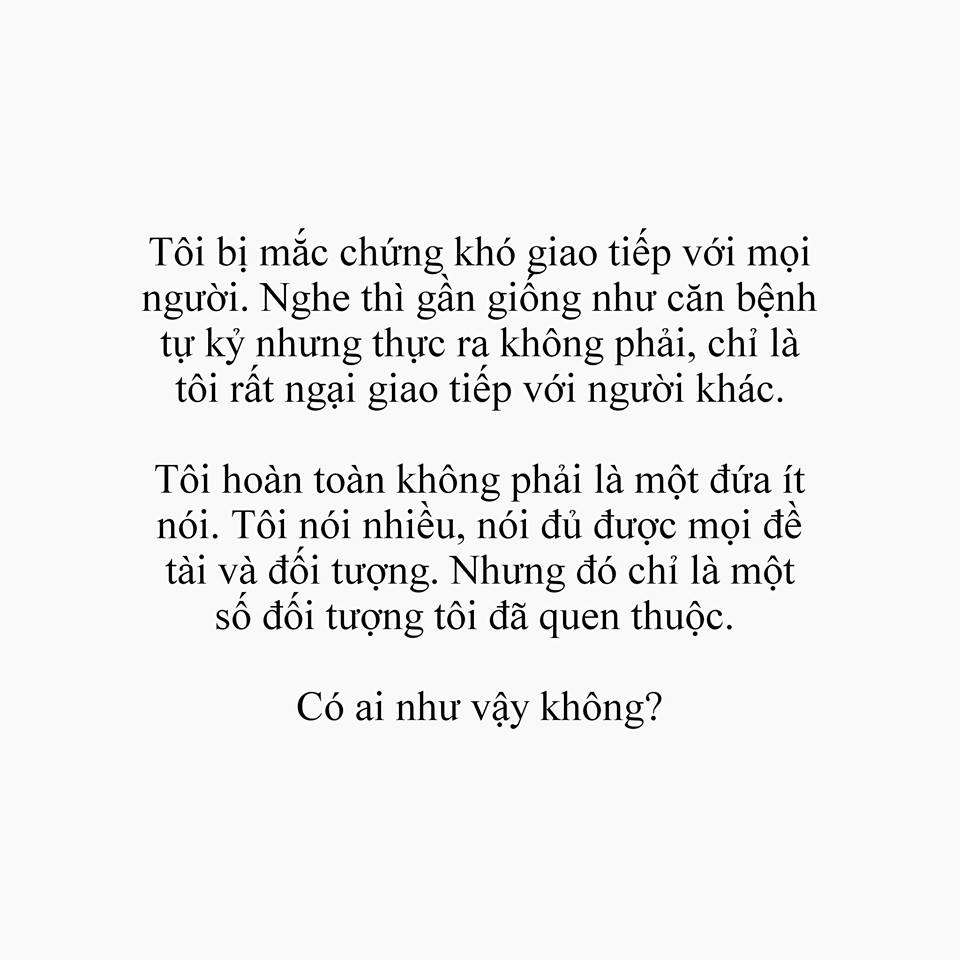 Tôi bị mắc chứng khó giao tiếp với mọi
người. Nghe thì gần giống như căn bệnh
tự kỷ nhưng thực ra không phải, chỉ là
tôi rất ngại giao tiếp với người khác.
Tôi hoàn toàn không phải là một đứa ít
nói. Tôi nói nhiều, nói đủ được mọi đề
tài và đối tượng. Nhưng đó chỉ là một
số đối tượng tôi đã quen thuộc.
Có ai như vậy không?